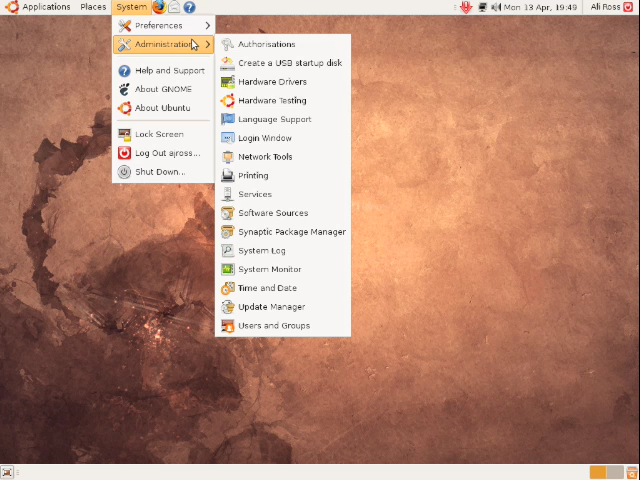 Applications Places System Mon 13 Apr, 19:49 Ali Ross
Preferences
Administration
Help and Support
About GNOME
About Ubuntu
Lock Screen
Log Out ajross...
Shut Down...
Authorisations
Create a USB startup disk
Hardware Drivers
Hardware Testing
Language Support
Login Window
Network Tools
Printing
Services
Software Sources
Synaptic Package Manager
System Log
System Monitor
Time and Date
Update Manager
Users and Groups